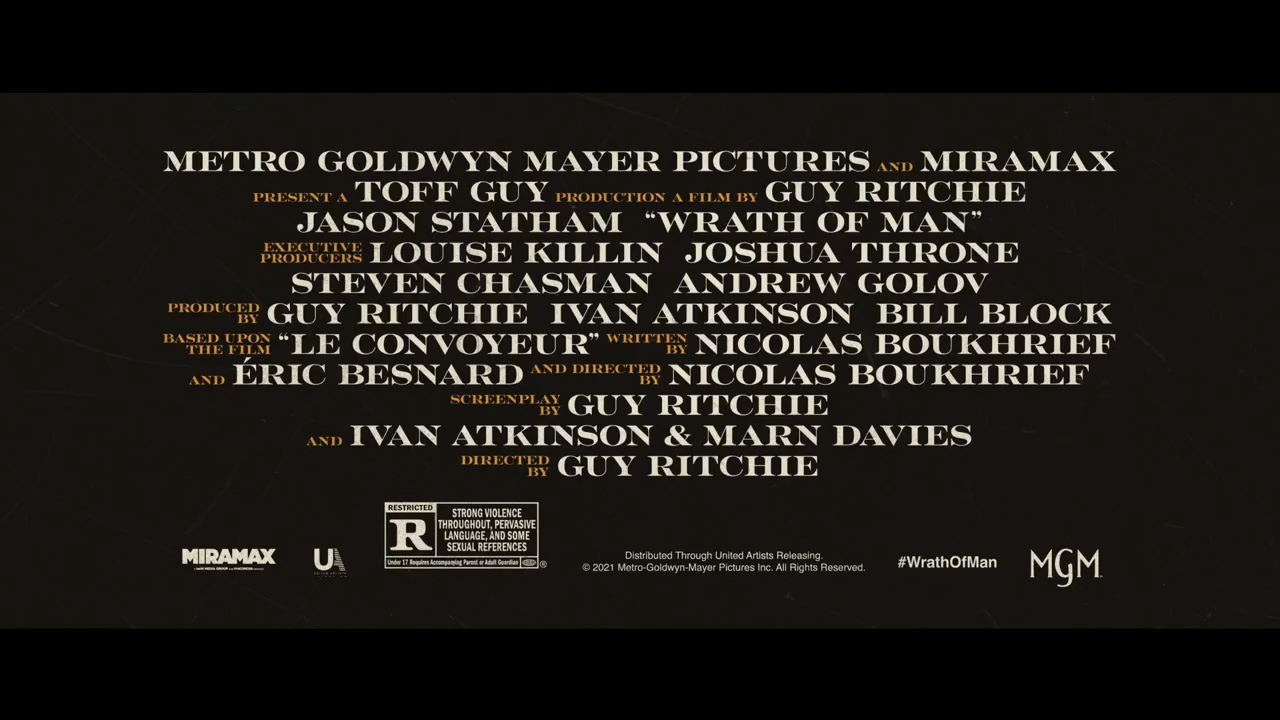 METRO GOLDWYN MAYER PICTURES AND MIRAMAX
PRESENT A TOFF GUY PRODUCTION A FILM BY GUY RITCHIE
JASON STATHAM “WRATH OF MAN”
EXECUTIVE PRODUCERS LOUISE KILLIN JOSHUA THRONE
STEVEN CHASMAN ANDREW GOLOV
PRODUCED BY GUY RITCHIE IVAN ATKINSON BILL BLOCK
BASED UPON THE FILM “LE CONVOYEUR” WRITTEN BY NICOLAS BOUKHRIEF
AND ÉRIC BESNARD AND DIRECTED BY NICOLAS BOUKHRIEF
SCREENPLAY BY GUY RITCHIE
AND IVAN ATKINSON & MARN DAVIES
DIRECTED BY GUY RITCHIE
MIRAMAX
UA
RESTRICTED
R
STRONG VIOLENCE
THROUGHOUT, PERVASIVE
LANGUAGE, AND SOME
SEXUAL REFERENCES
Under 17 Requires Accompanying Parent or Adult Guardian
®
Distributed Through United Artists Releasing.
© 2021 Metro-Goldwyn-Mayer Pictures Inc. All Rights Reserved.
#WrathOfMan
MGM